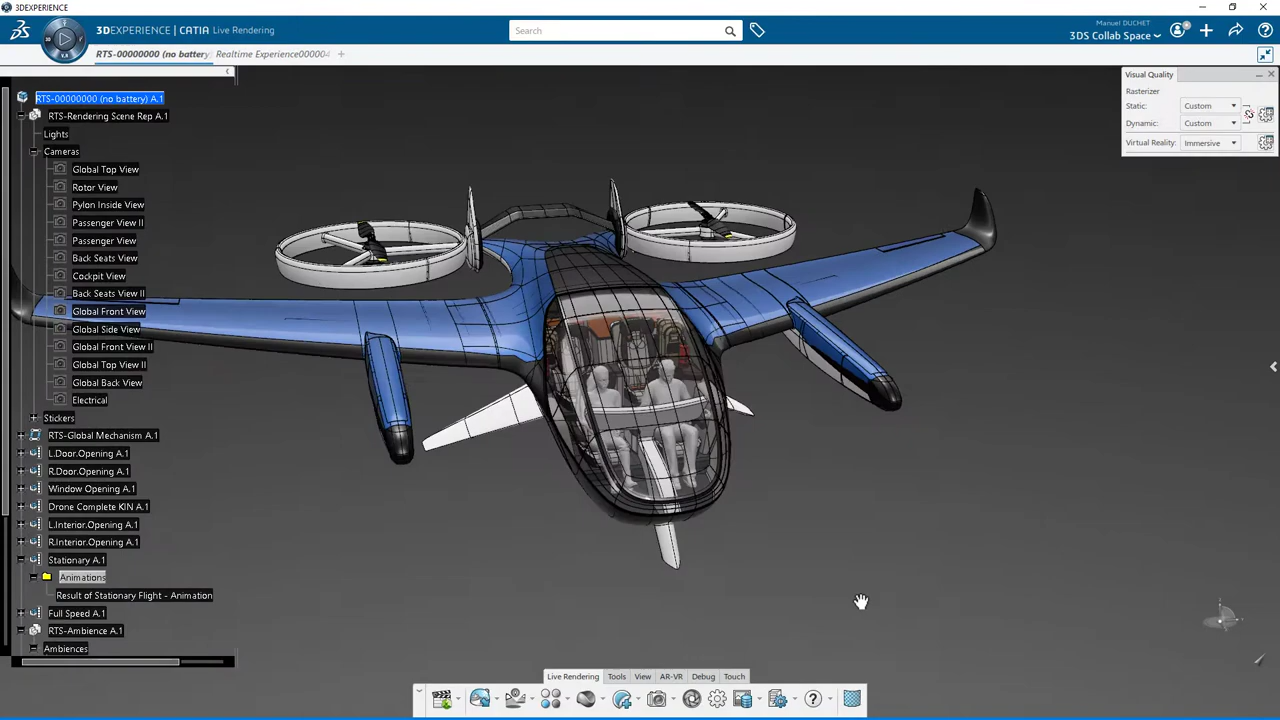 3DEXPERIENCE
3DEXPERIENCE | CATIA Live Rendering
Search
Manuel DUCHET
3DS Collab Space
V.R
RTS-00000000 (no battery)
Realtime Experience00004
RTS-00000000 (no battery) A.1
RTS-Rendering Scene Rep A.1
Lights
Cameras
Global Top View
Rotor View
Pylon Inside View
Passenger View II
Passenger View
Back Seats View
Cockpit View
Back Seats View II
Global Front View
Global Side View
Global Front View II
Global Top View II
Global Back View
Electrical
Stickers
RTS-Global Mechanism A.1
L.Door.Opening A.1
R.Door.Opening A.1
Window Opening A.1
Drone Complete KIN A.1
L.Interior.Opening A.1
R.Interior.Opening A.1
Stationary A.1
Animations
Result of Stationary Flight - Animation
Full Speed A.1
RTS-Ambience A.1
Ambiences
Visual Quality
Rasterizer
Static: Custom
Dynamic: Custom
Virtual Reality: Immersive
Live Rendering Tools View AR-VR Debug Touch